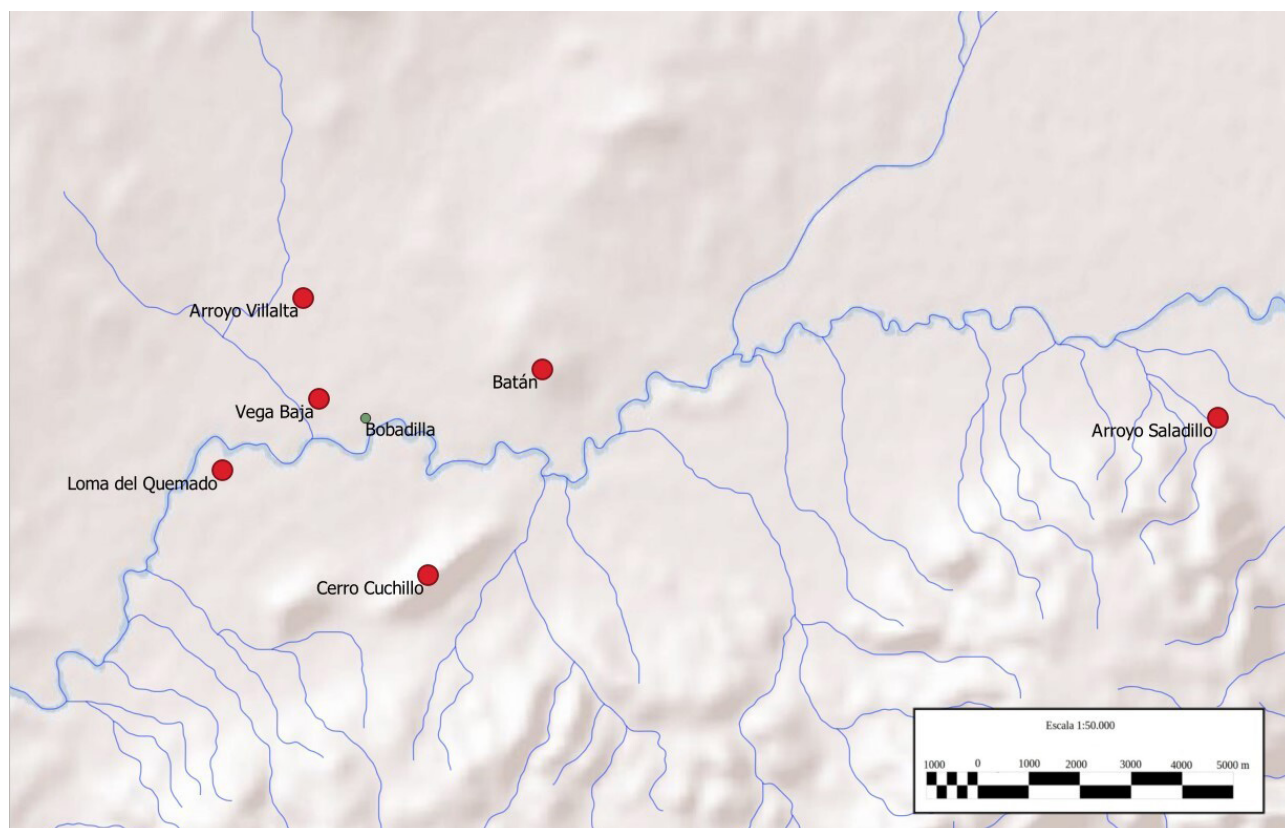 Arroyo Villalta
Batán
Vega Baja
Bobadilla
Arroyo Saladillo
Loma del Quemado
Cerro Cuchillo
Escala 1:50.000
1000 0 1000 2000 3000 4000 5000 m